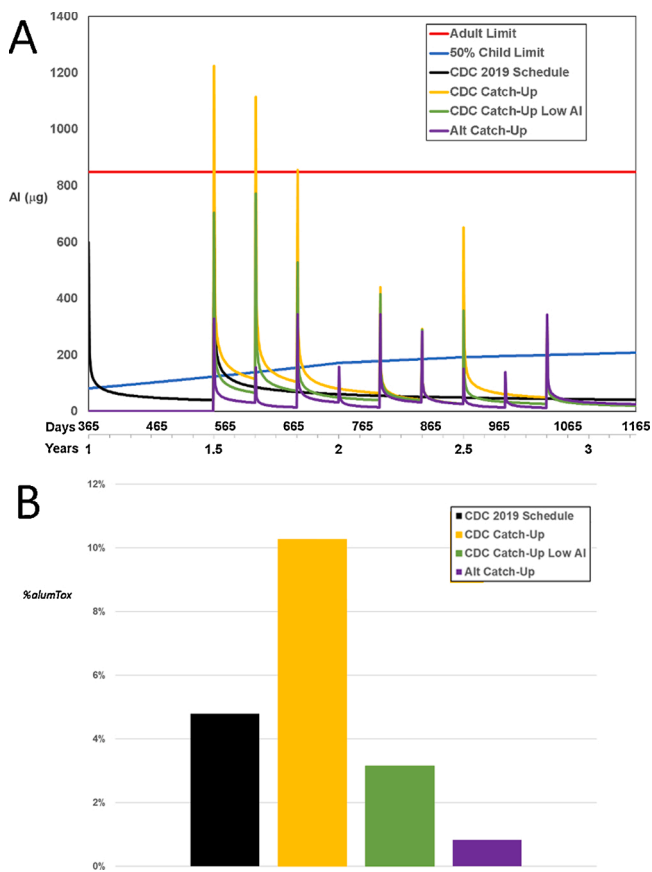 A
1400
1200
1000
800
600
400
200
0
Al (µg)
Adult Limit
50% Child Limit
CDC 2019 Schedule
CDC Catch-Up
CDC Catch-Up Low Al
Alt Catch-Up
Days 365 465 565 665 765 865 965 1065 1165
Years 1 1.5 2 2.5 3
B
12%
10%
8%
6%
4%
2%
0%
%alumTox
CDC 2019 Schedule
CDC Catch-Up
CDC Catch-Up Low Al
Alt Catch-Up